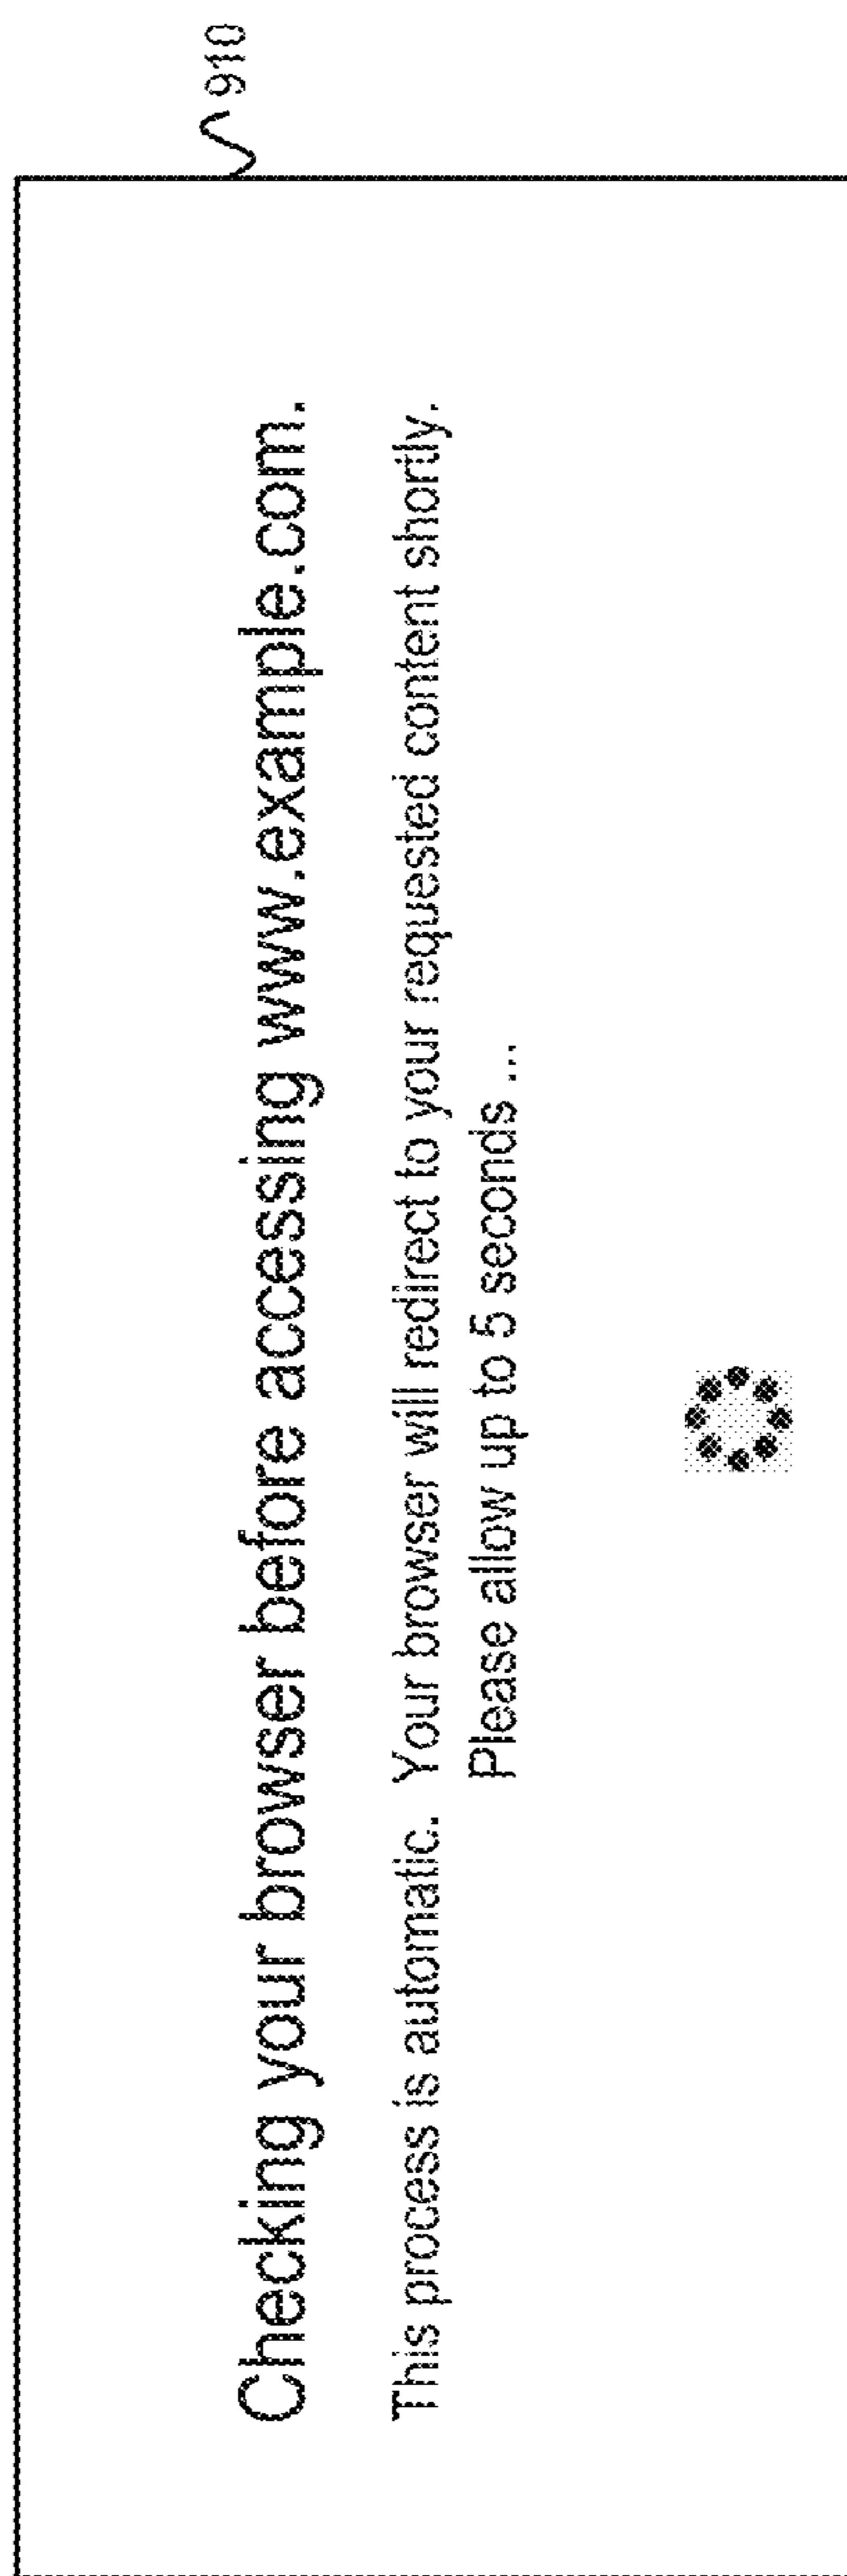 910
Checking your browser before accessing www.example.com.
This process is automatic.  Your browser will redirect to your requested content shortly.
Please allow up to 5 seconds ...